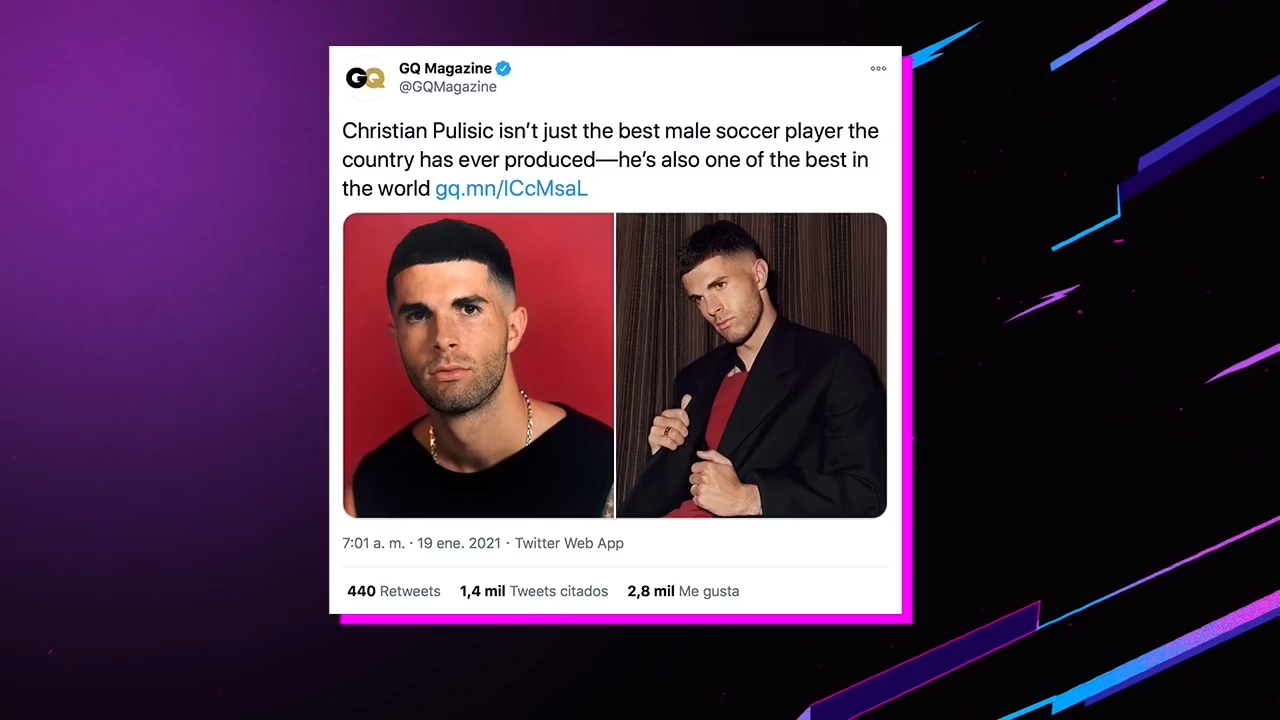 GQ
GQ Magazine
@GQMagazine
Christian Pulisic isn't just the best male soccer player the
country has ever produced—he's also one of the best in
the world gq.mn/lCcMsaL
7:01 a. m. · 19 ene. 2021 · Twitter Web App
440 Retweets 1,4 mil Tweets citados 2,8 mil Me gusta